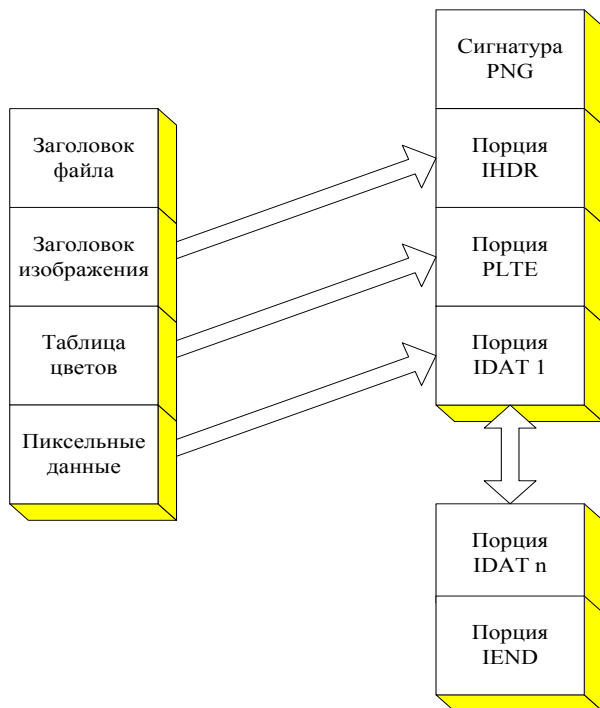 Заголовок
файла
Заголовок
изображения
Таблица
цветов
Пиксельные
данные
Сигнатура
PNG
Порция
IHDR
Порция
PLTE
Порция
IDAT 1
Порция
IDAT n
Порция
IEND